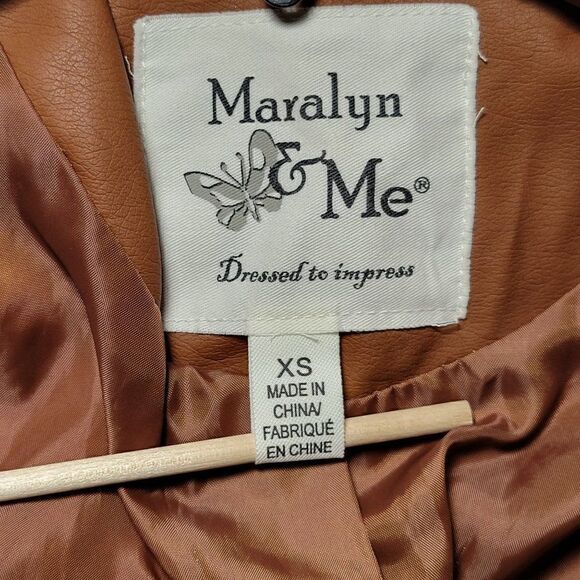 Maralyn
& Me®
Dressed to impress
XS
MADE IN
CHINA/
FABRIQUÉ
EN CHINE